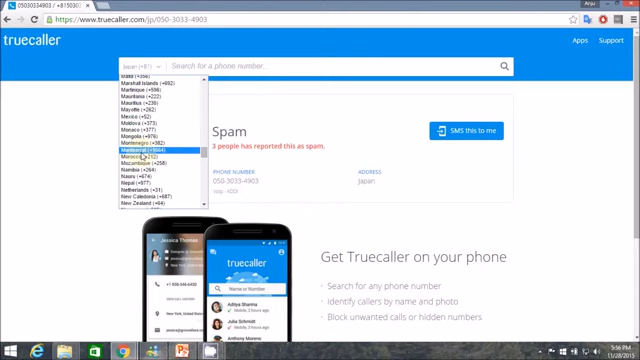 05030334903
Anju
https://www.truecaller.com/jp/050-3033-4903
truecaller
Apps
Support
Japan (+81)
Search for a phone number...
Malta (+356)
Marshall Islands (+692)
Martinique (+596)
Mauritania (+222)
Mauritius (+230)
Mayotte (+262)
Mexico (+52)
Moldova (+373)
Monaco (+377)
Mongolia (+976)
Montenegro (+382)
Montserrat (+1664)
Morocco (+212)
Mozambique (+258)
Namibia (+264)
Nauru (+674)
Nepal (+977)
Netherlands (+31)
New Caledonia (+687)
New Zealand (+64)
Spam
3 people has reported this as spam.
SMS this to me
PHONE NUMBER
050-3033-4903
Voip - KDDI
ADDRESS
Japan
Jessica Thomas
truecaller
Name or Number
Aditya Sharma
Julia Schmidt
Anthony Moreno
Get Truecaller on your phone
Search for any phone number
Identify callers by name and photo
Block unwanted calls or hidden numbers
5:56 PM
11/28/2015